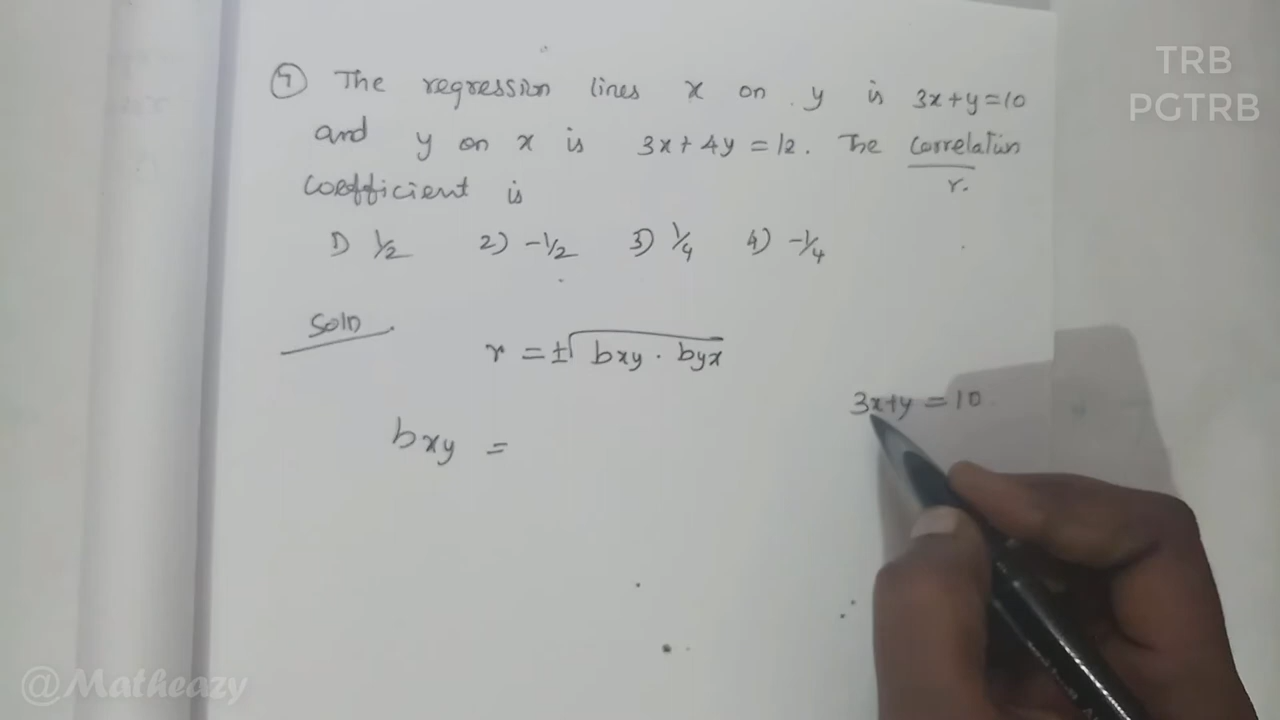 TRB
PGTRB
9 The regression lines x on y is 3x+y=10
and y on x is 3x+4y=12. The correlation
r.
coefficient is
1) 1/2 2) -1/2 3) 1/4 4) -1/4
Soln
r = ±√bxy . byx
3x+y = 10
bxy =
@Matheazy